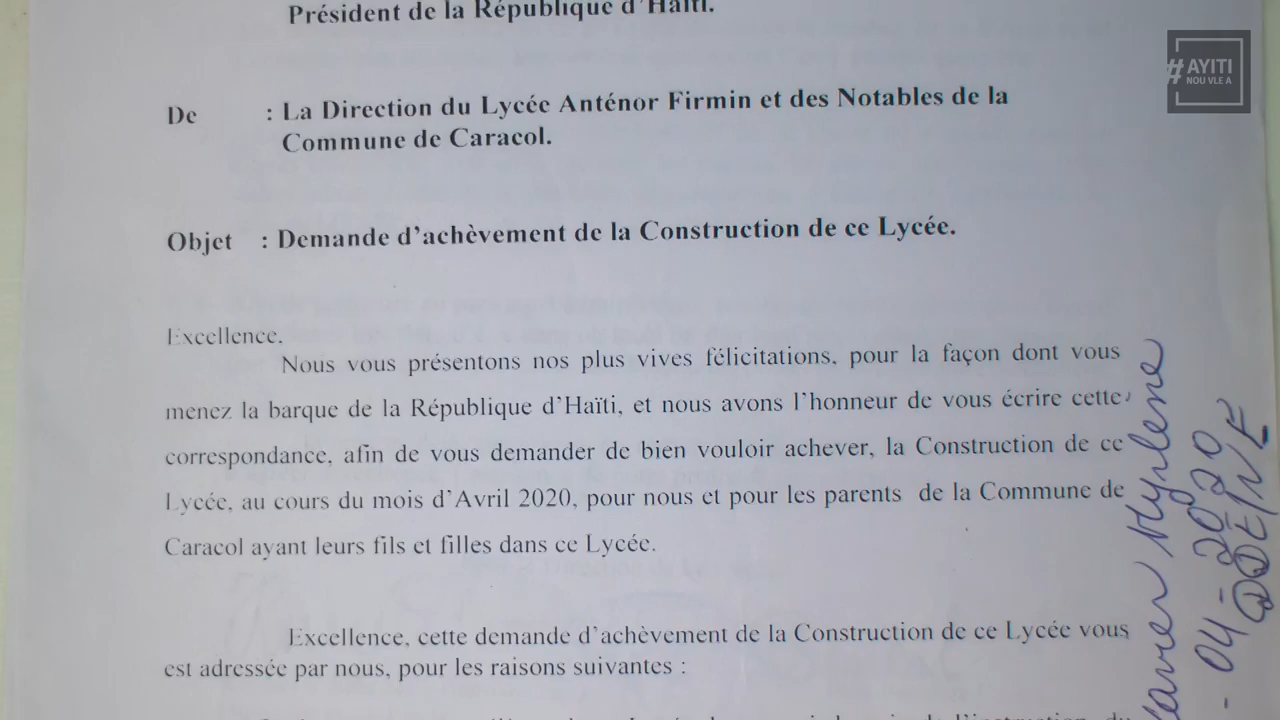 Président de la République d'Haïti.
#AYITI
NOU VLE A
De : La Direction du Lycée Anténor Firmin et des Notables de la
Commune de Caracol.
Objet : Demande d'achèvement de la Construction de ce Lycée.
Excellence.
Nous vous présentons nos plus vives félicitations, pour la façon dont vous
menez la barque de la République d'Haïti, et nous avons l'honneur de vous écrire cette
correspondance, afin de vous demander de bien vouloir achever, la Construction de ce
Lycée, au cours du mois d'Avril 2020, pour nous et pour les parents de la Commune de
Caracol ayant leurs fils et filles dans ce Lycée.
Excellence, cette demande d'achèvement de la Construction de ce Lycée vous
est adressée par nous, pour les raisons suivantes :
Mylene
- 04 - 2020